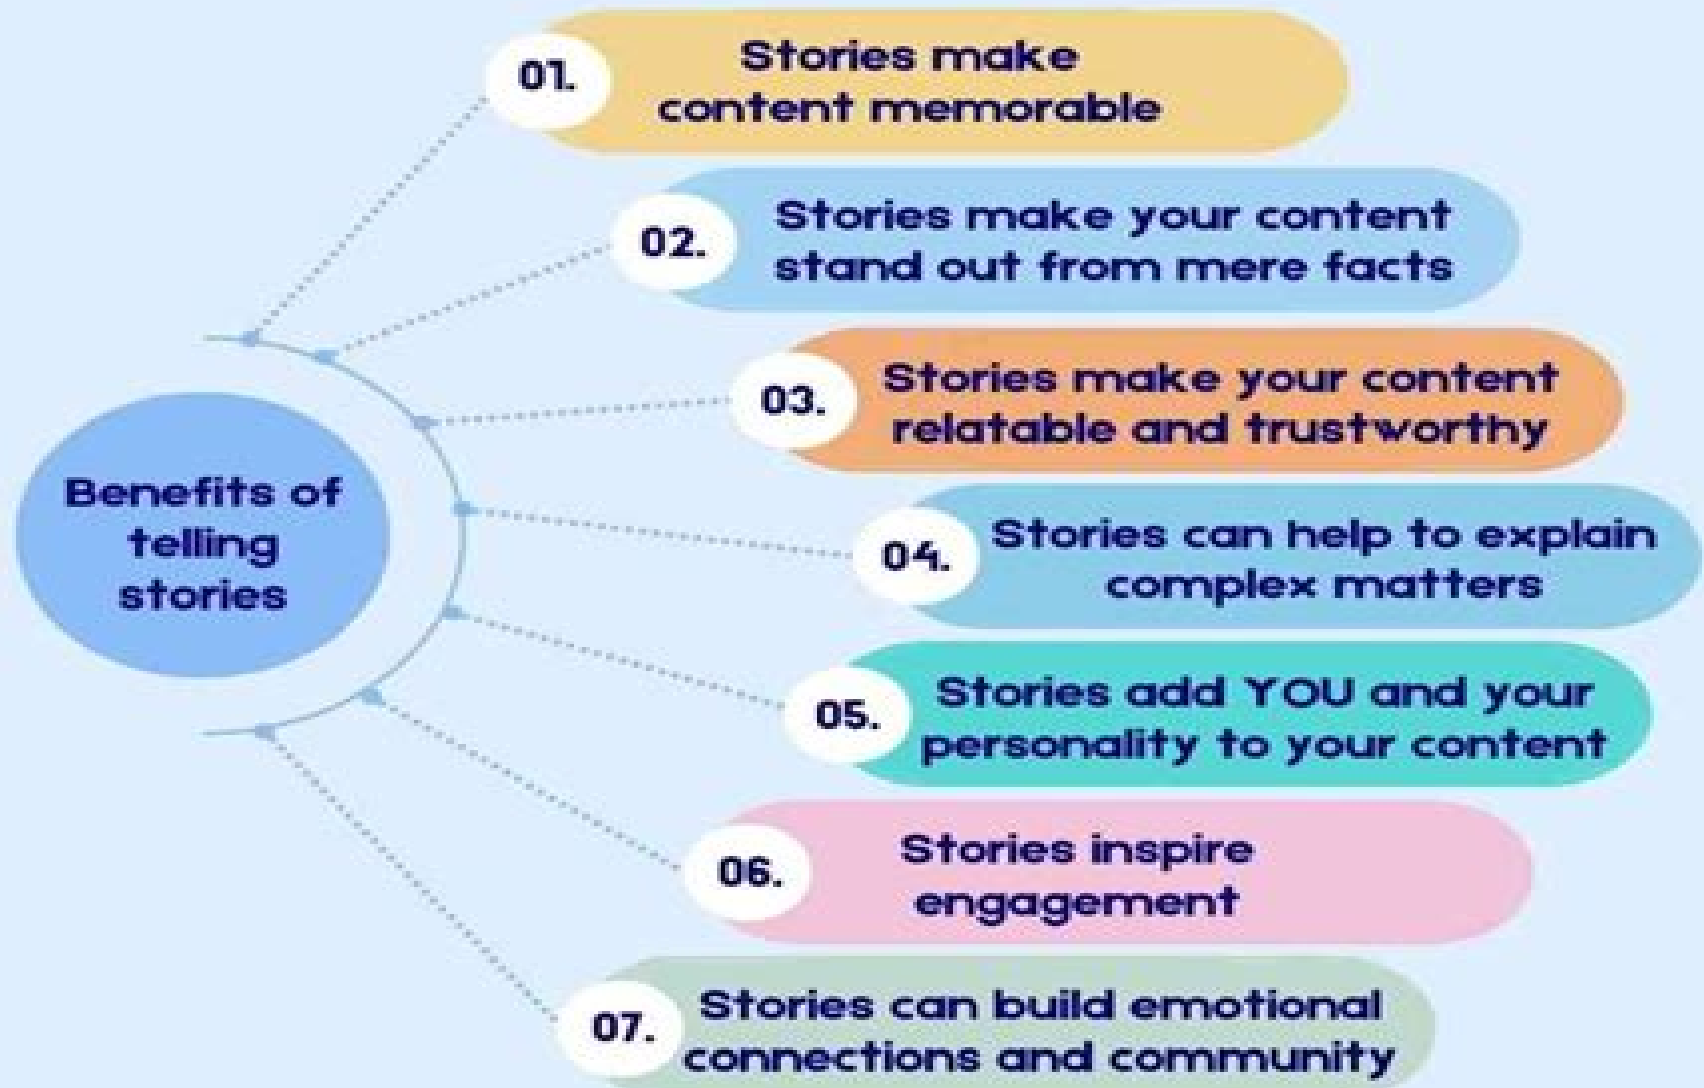 Benefits of
telling
stories
01.
Stories make
content memorable
02.
Stories make your content
stand out from mere facts
03.
Stories make your content
relatable and trustworthy
04.
Stories can help to explain
complex matters
05.
Stories add YOU and your
personality to your content
06.
Stories inspire
engagement
07.
Stories can build emotional
connections and community